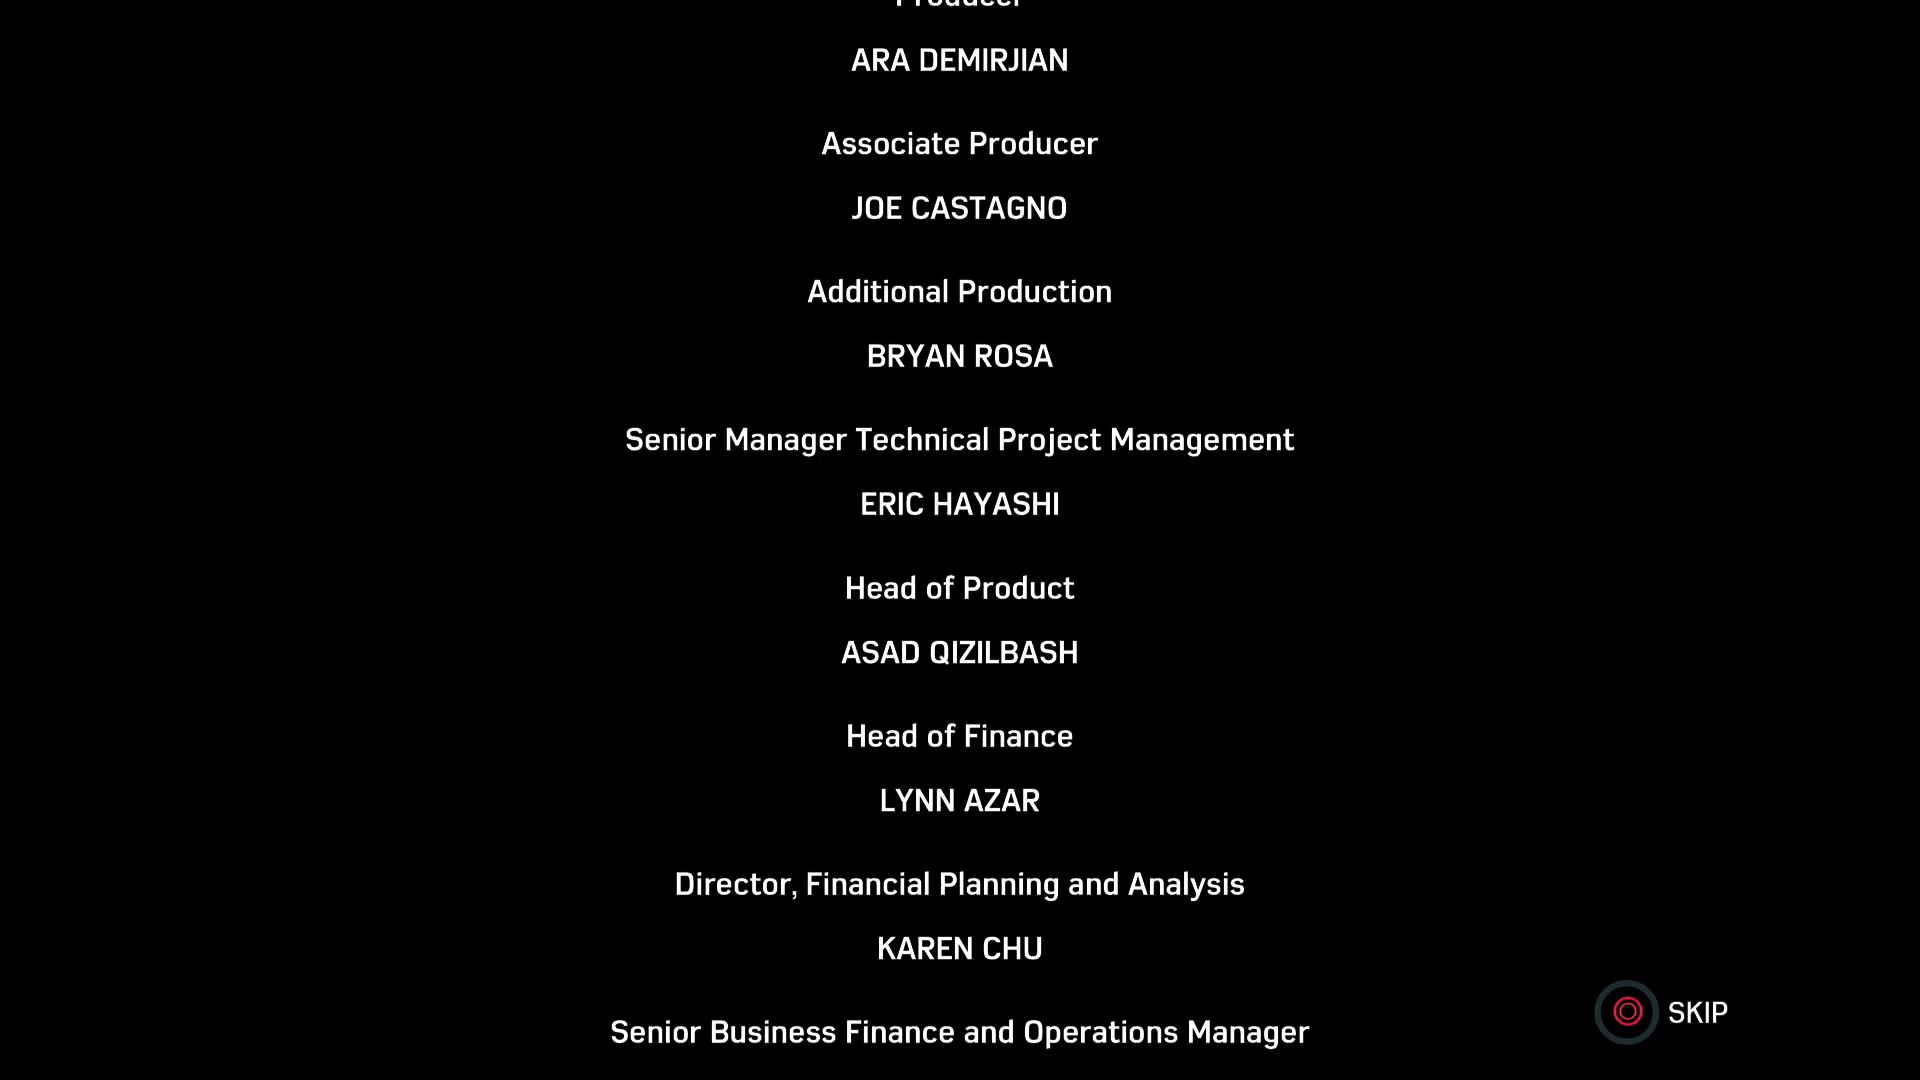 Producer
ARA DEMIRJIAN
Associate Producer
JOE CASTAGNO
Additional Production
BRYAN ROSA
Senior Manager Technical Project Management
ERIC HAYASHI
Head of Product
ASAD QIZILBASH
Head of Finance
LYNN AZAR
Director, Financial Planning and Analysis
KAREN CHU
SKIP
Senior Business Finance and Operations Manager